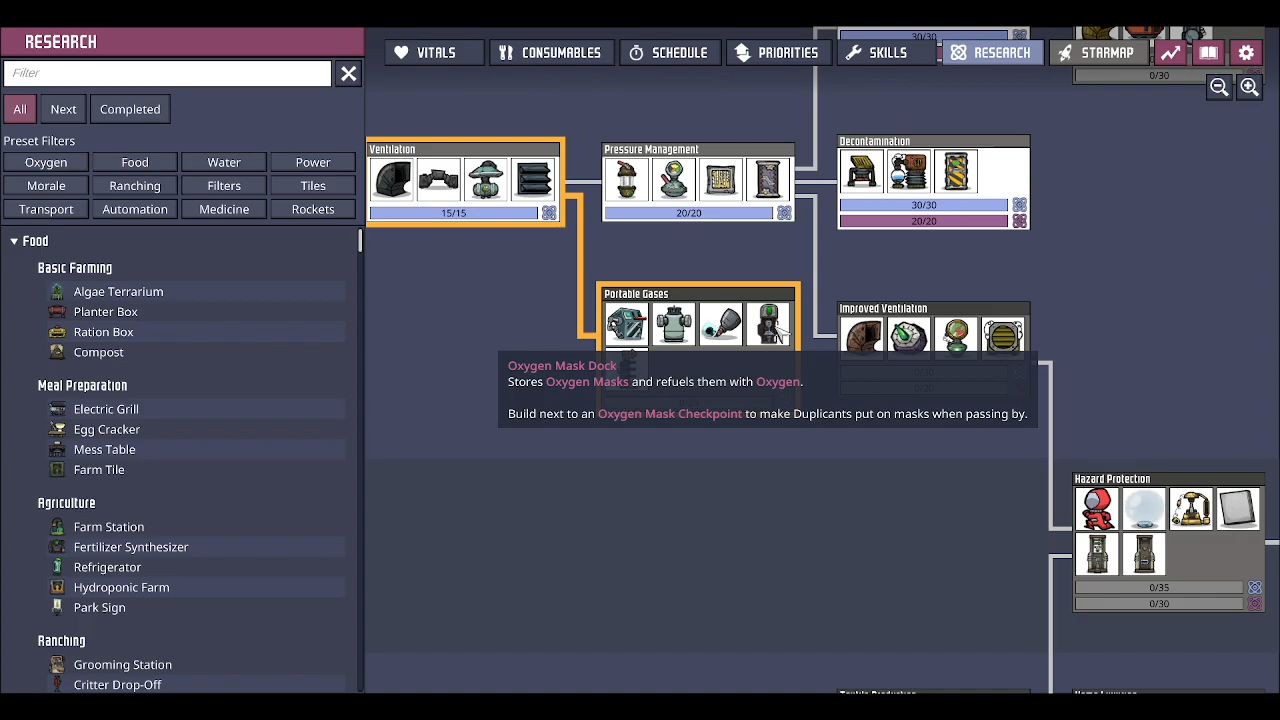 RESEARCH
VITALS
CONSUMABLES
SCHEDULE
PRIORITIES
SKILLS
RESEARCH
STARMAP
30/30
0/30
Filter
All
Next
Completed
Preset Filters
Oxygen
Food
Water
Power
Morale
Ranching
Filters
Tiles
Transport
Automation
Medicine
Rockets
Food
Basic Farming
Algae Terrarium
Planter Box
Ration Box
Compost
Meal Preparation
Electric Grill
Egg Cracker
Mess Table
Farm Tile
Agriculture
Farm Station
Fertilizer Synthesizer
Refrigerator
Hydroponic Farm
Park Sign
Ranching
Grooming Station
Critter Drop-Off
Ventilation
15/15
Pressure Management
20/20
Decontamination
30/30
20/20
Portable Gases
Improved Ventilation
0/30
0/20
Oxygen Mask Dock
Stores Oxygen Masks and refuels them with Oxygen.
Build next to an Oxygen Mask Checkpoint to make Duplicants put on masks when passing by.
Hazard Protection
0/35
0/30